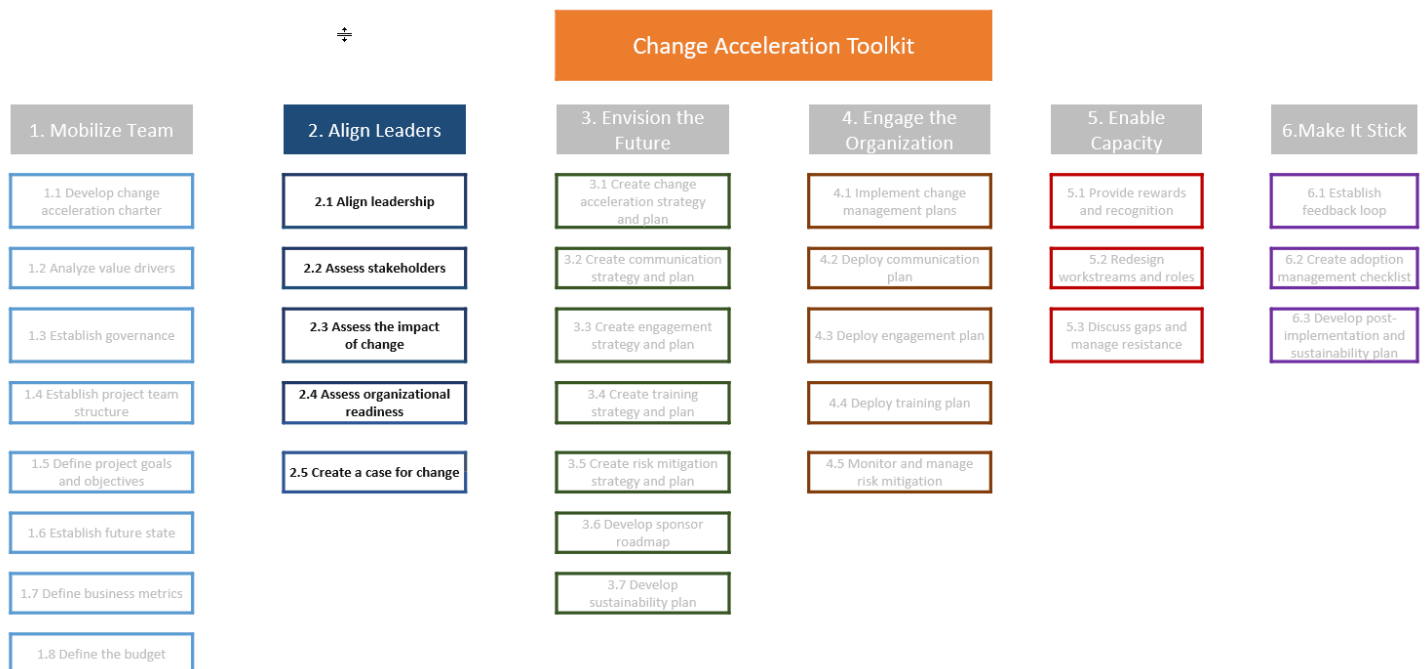 Change Acceleration Toolkit
1. Mobilize Team
1.1 Develop change
acceleration charter
1.2 Analyze value drivers
1.3 Establish governance
1.4 Establish project team
structure
1.5 Define project goals
and objectives
1.6 Establish future state
1.7 Define business metrics
1.8 Define the budget
2. Align Leaders
2.1 Align leadership
2.2 Assess stakeholders
2.3 Assess the impact
of change
2.4 Assess organizational
readiness
2.5 Create a case for change
3. Envision the
Future
3.1 Create change
acceleration strategy
and plan
3.2 Create communication
strategy and plan
3.3 Create engagement
strategy and plan
3.4 Create training
strategy and plan
3.5 Create risk mitigation
strategy and plan
3.6 Develop sponsor
roadmap
3.7 Develop
sustainability plan
4. Engage the
Organization
4.1 Implement change
management plans
4.2 Deploy communication
plan
4.3 Deploy engagement plan
4.4 Deploy training plan
4.5 Monitor and manage
risk mitigation
5. Enable
Capacity
5.1 Provide rewards
and recognition
5.2 Redesign
workstreams and roles
5.3 Discuss gaps and
manage resistance
6.Make It Stick
6.1 Establish
feedback loop
6.2 Create adoption
management checklist
6.3 Develop post-
implementation and
sustainability plan